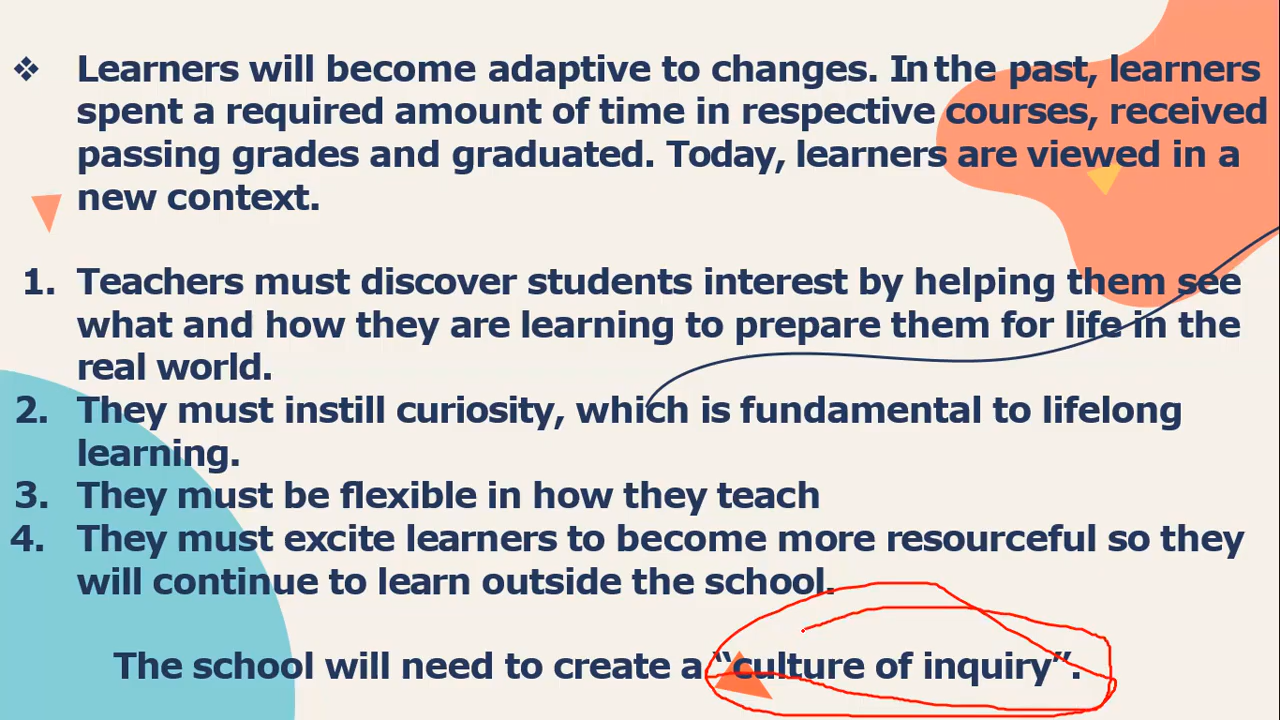 ❖ Learners will become adaptive to changes. In the past, learners
spent a required amount of time in respective courses, received
passing grades and graduated. Today, learners are viewed in a
new context.
1. Teachers must discover students interest by helping them see
what and how they are learning to prepare them for life in the
real world.
2. They must instill curiosity, which is fundamental to lifelong
learning.
3. They must be flexible in how they teach
4. They must excite learners to become more resourceful so they
will continue to learn outside the school.
The school will need to create a “culture of inquiry”.